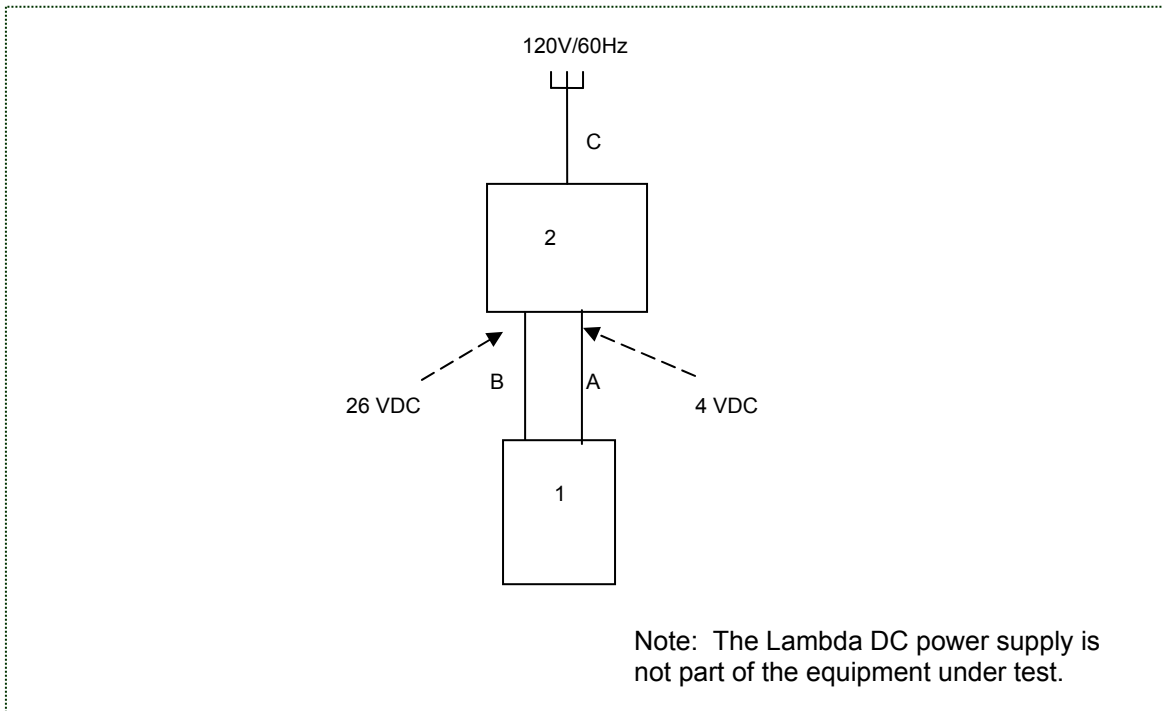 120V/60Hz
C
2
B
A
26 VDC
4 VDC
1
Note: The Lambda DC power supply is
not part of the equipment under test.